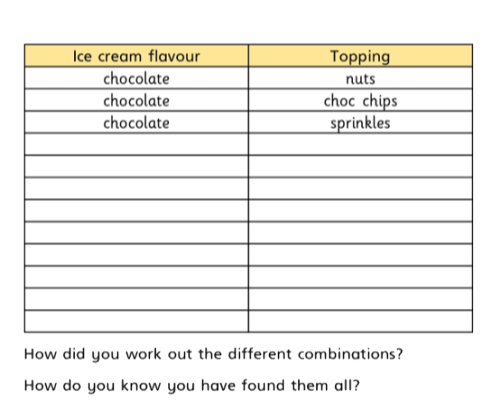 Ice cream flavour Topping
chocolate nuts
chocolate choc chips
chocolate sprinkles
How did you work out the different combinations?
How do you know you have found them all?